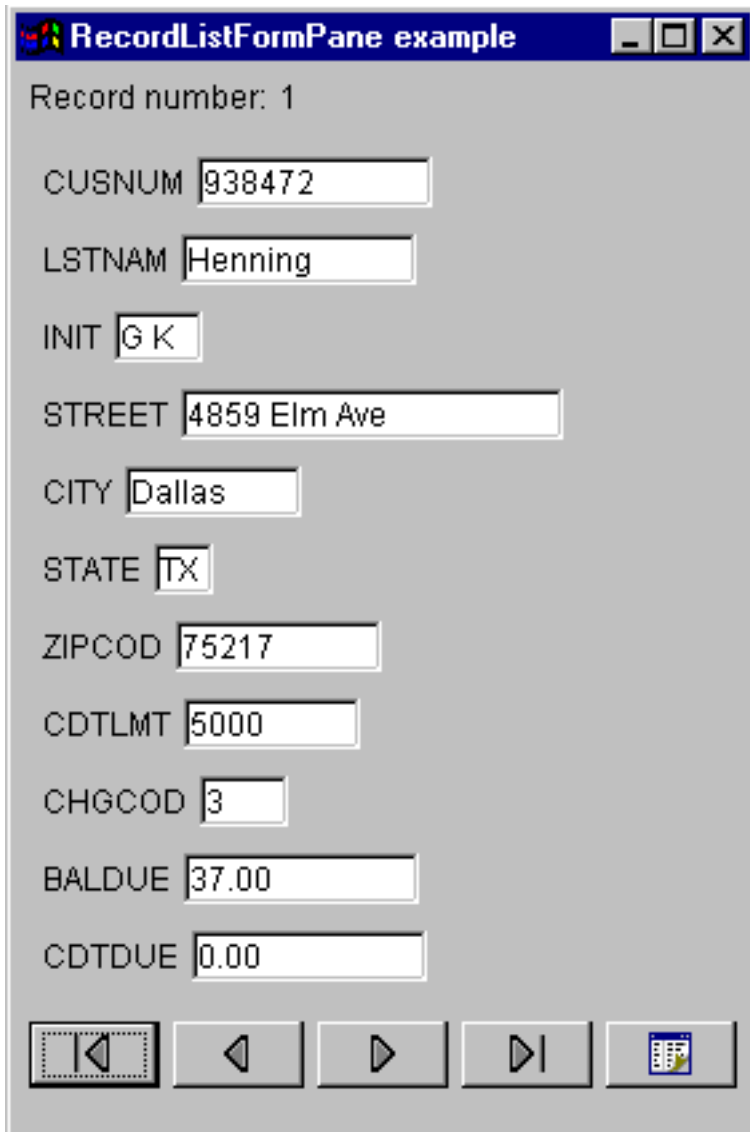 RecordListFormPane example
Record number: 1
CUSNUM 938472
LSTNAM Henning
INIT G K
STREET 4859 Elm Ave
CITY Dallas
STATE TX
ZIPCOD 75217
CDTLMT 5000
CHGCOD 3
BALDUE 37.00
CDTDUE 0.00